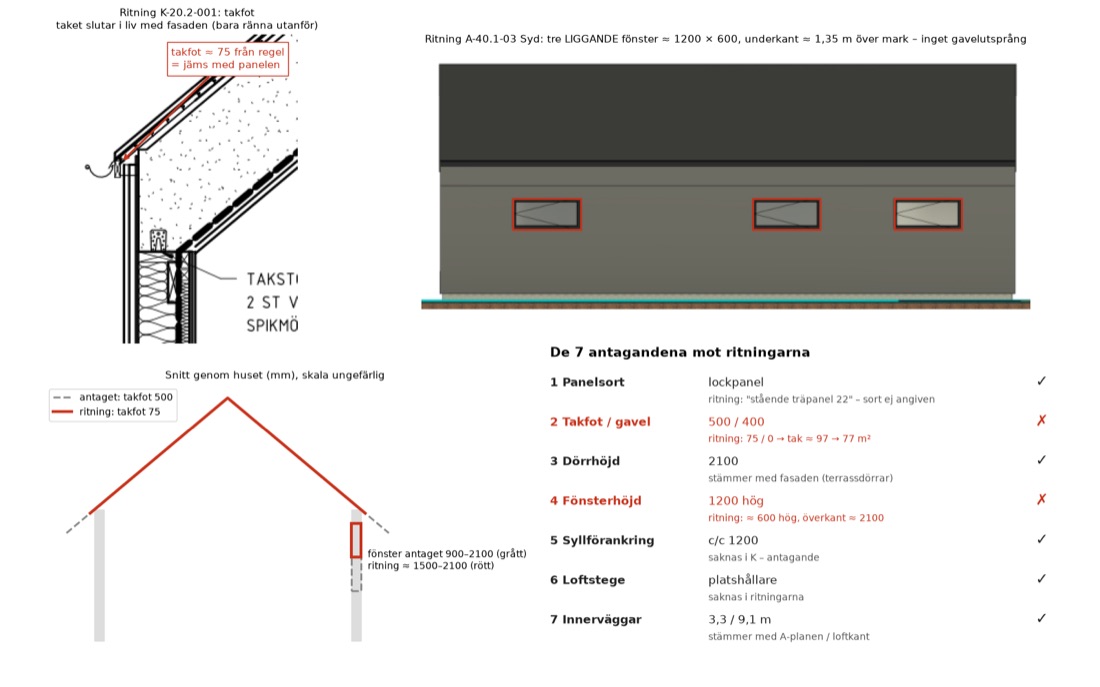 Ritning K-20.2-001: takfot
taket slutar i liv med fasaden (bara ränna utanför)
takfot = 75 från regel
= jäms med panelen
TAKST
2 ST V
SPIKMÖ
Ritning A-40.1-03 Syd: tre LIGGANDE fönster ≈ 1200 × 600, underkant ≈ 1,35 m över mark – inget gavelutsprång
Snitt genom huset (mm), skala ungefärlig
antaget: takfot 500
ritning: takfot 75
fönster antaget 900–2100 (grått)
ritning ≈ 1500–2100 (rött)
De 7 antagandena mot ritningarna
1 Panelsort lockpanel ✓
ritning: "stående träpanel 22" – sort ej angiven
2 Takfot / gavel 500 / 400 ✗
ritning: 75 / 0 → tak ≈ 97 → 77 m²
3 Dörrhöjd 2100 ✓
stämmer med fasaden (terrassdörrar)
4 Fönsterhöjd 1200 hög ✗
ritning: ≈ 600 hög, överkant ≈ 2100
5 Syllförankring c/c 1200 ✓
saknas i K – antagande
6 Loftstege platshållare ✓
saknas i ritningarna
7 Innerväggar 3,3 / 9,1 m ✓
stämmer med A-planen / loftkant